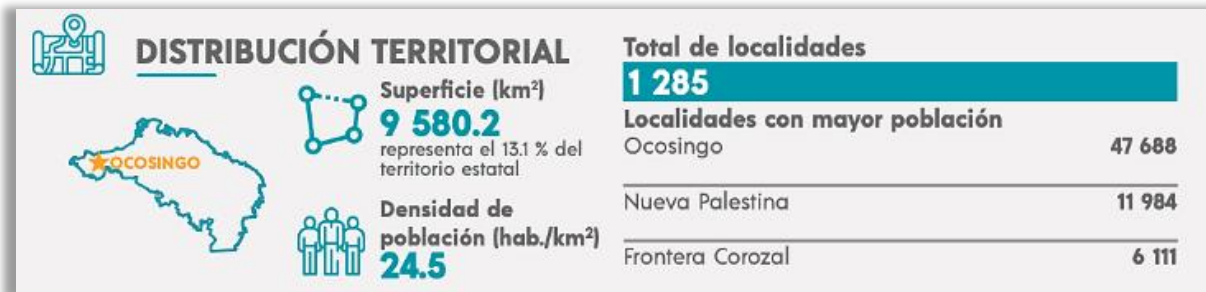 DISTRIBUCIÓN TERRITORIAL
OCOSINGO
Superficie (km²)
9 580.2
representa el 13.1 % del
territorio estatal
Densidad de
población (hab./km²)
24.5
Total de localidades
1 285
Localidades con mayor población
Ocosingo 47 688
Nueva Palestina 11 984
Frontera Corozal 6 111